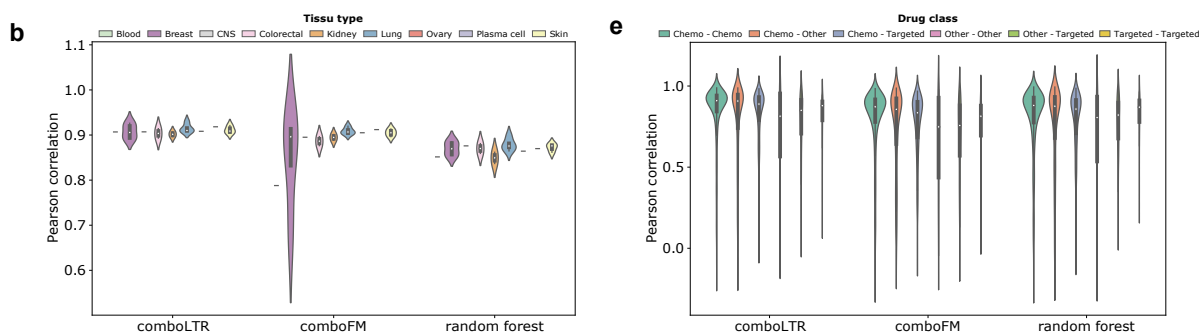 b
Tissu type
Blood Breast CNS Colorectal Kidney Lung Ovary Plasma cell Skin
Pearson correlation
1.1
1.0
0.9
0.8
0.7
0.6
comboLTR comboFM random forest
e
Drug class
Chemo - Chemo Chemo - Other Chemo - Targeted Other - Other Other - Targeted Targeted - Targeted
Pearson correlation
1.0
0.5
0.0
comboLTR comboFM random forest